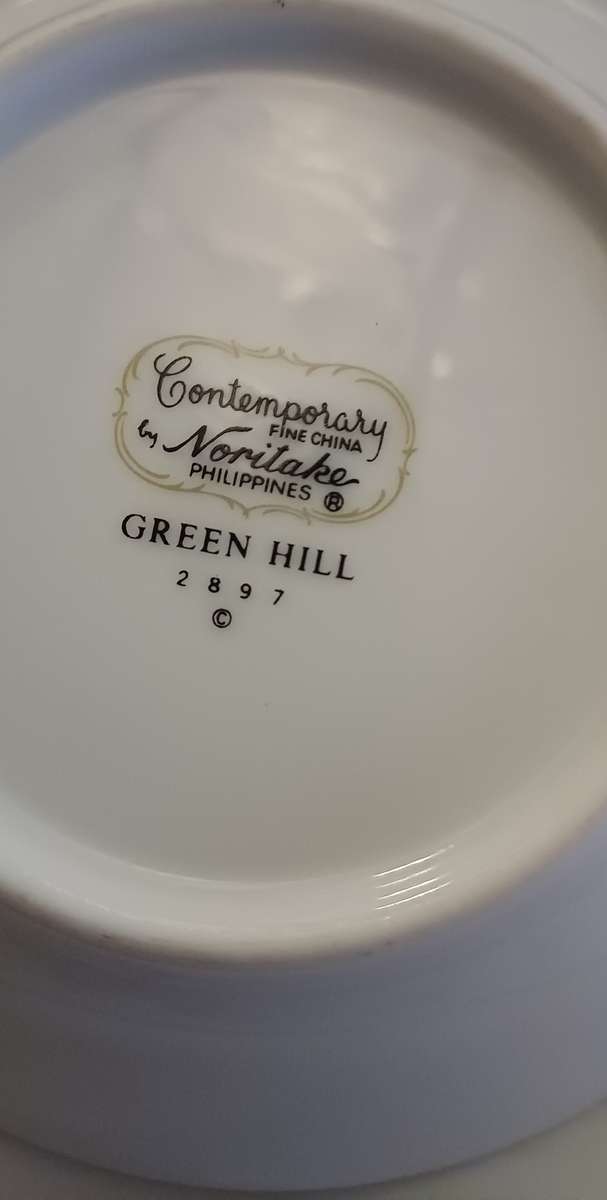 Contemporary
FINE CHINA
by Noritake
PHILIPPINES ®
GREEN HILL
2897
©